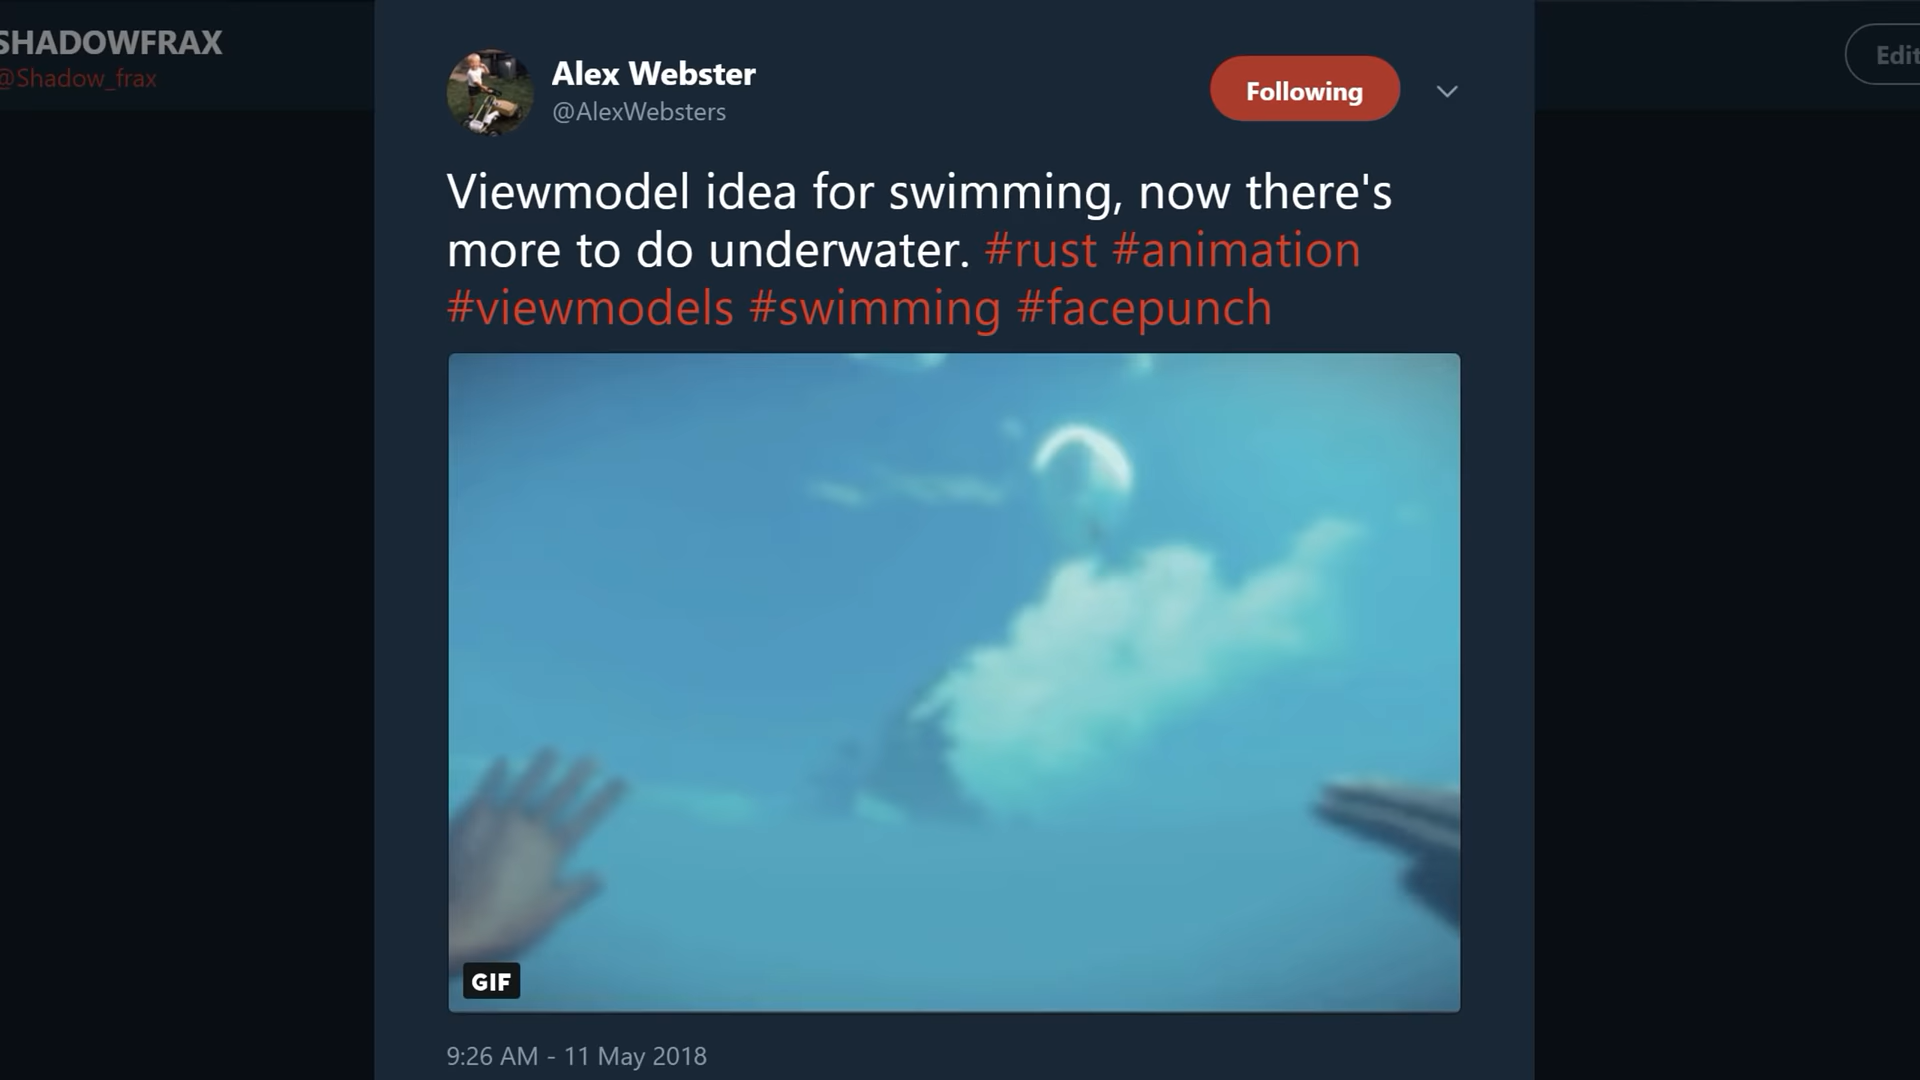 SHADOWFRAX
@Shadow_frax
Edit
Alex Webster
@AlexWebsters
Following
Viewmodel idea for swimming, now there's
more to do underwater. #rust #animation
#viewmodels #swimming #facepunch
GIF
9:26 AM - 11 May 2018